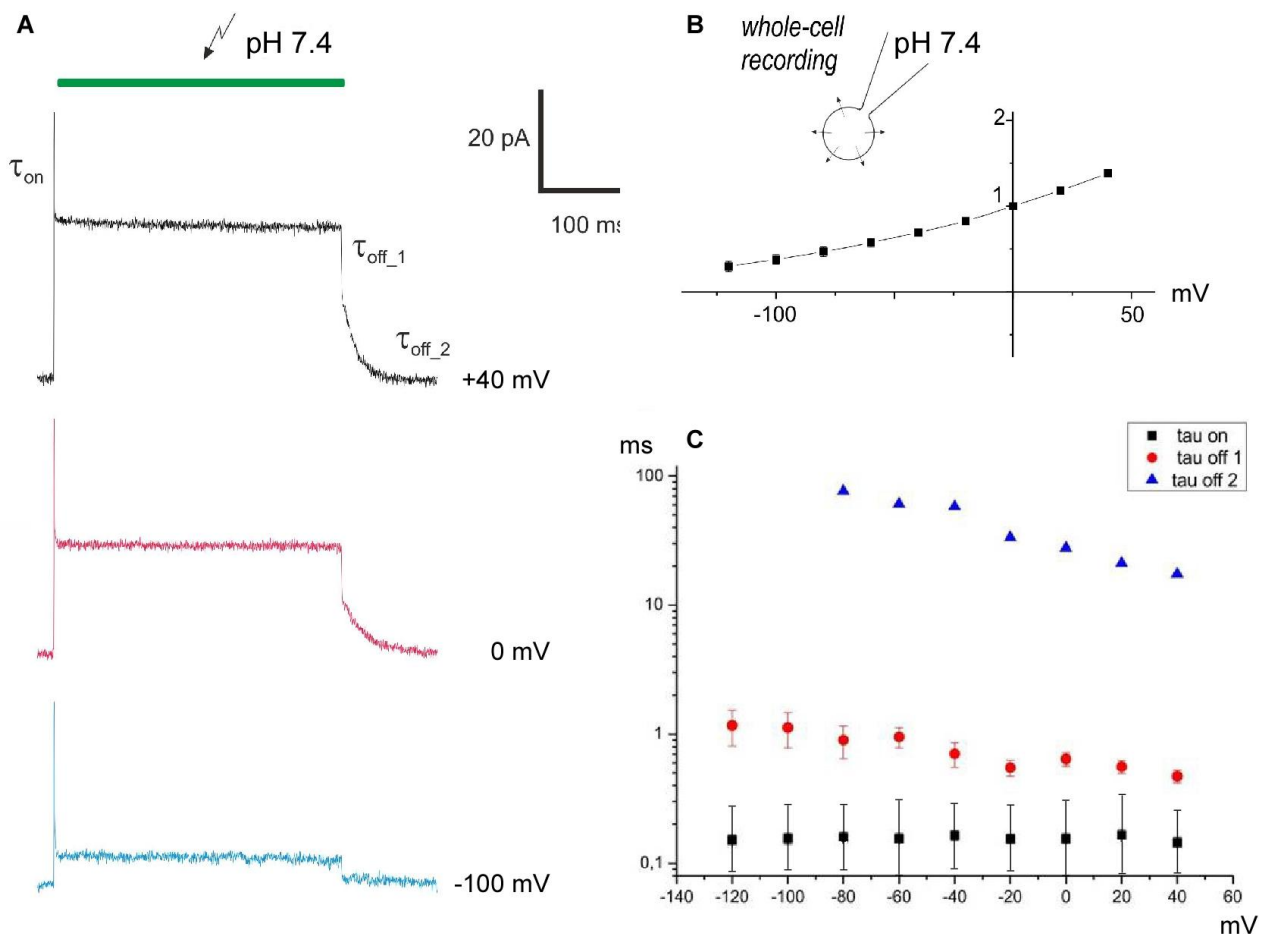 A
pH 7.4
τon
20 pA
100 ms
τoff_1
τoff_2
+40 mV
0 mV
-100 mV
B
whole-cell
recording
pH 7.4
2
1
mV
-100
50
ms
C
tau on
tau off 1
tau off 2
100
10
1
0,1
-140 -120 -100 -80 -60 -40 -20 0 20 40 60
mV